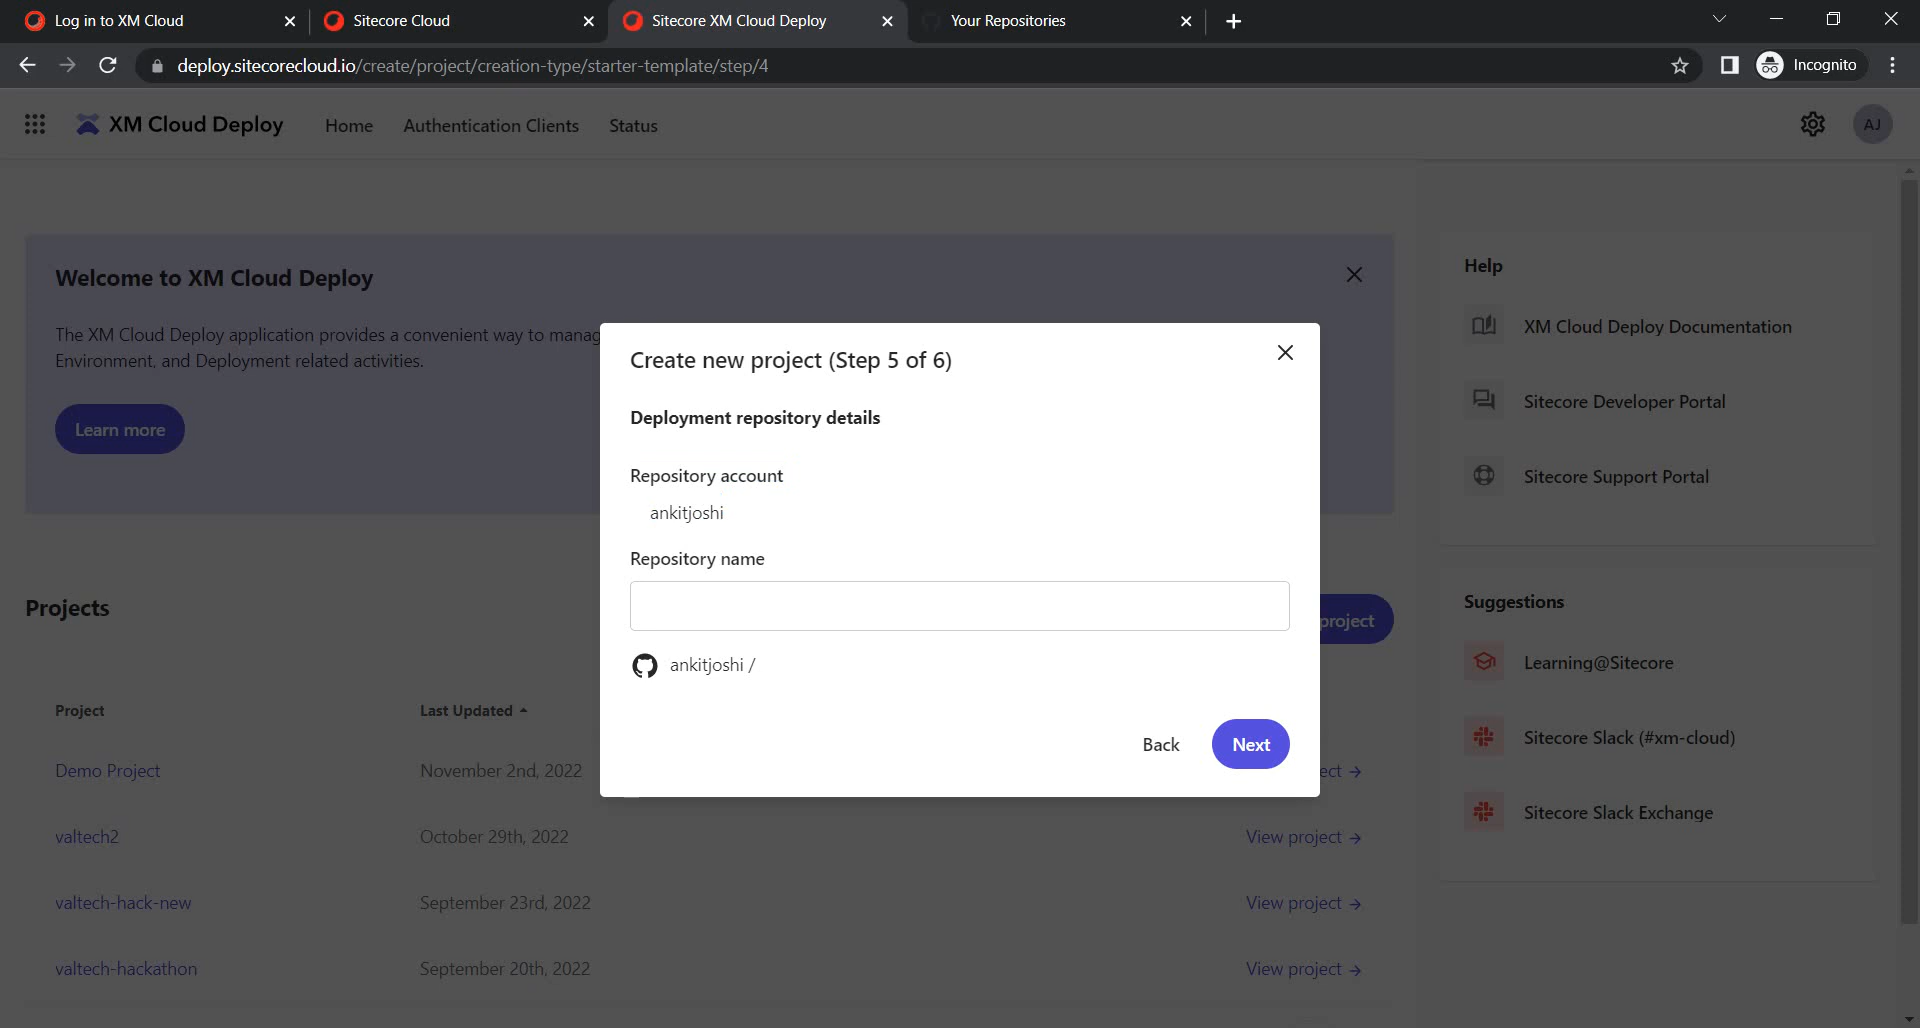 Log in to XM Cloud
Sitecore Cloud
Sitecore XM Cloud Deploy
Your Repositories
deploy.sitecorecloud.io/create/project/creation-type/starter-template/step/4
Incognito
XM Cloud Deploy
Home
Authentication Clients
Status
AJ
Welcome to XM Cloud Deploy
The XM Cloud Deploy application provides a convenient way to manag
Environment, and Deployment related activities.
Learn more
Create new project (Step 5 of 6)
Deployment repository details
Repository account
ankitjoshi
Repository name
ankitjoshi /
Back
Next
Projects
project
Project
Last Updated
Demo Project
November 2nd, 2022
ect →
valtech2
October 29th, 2022
View project →
valtech-hack-new
September 23rd, 2022
View project →
valtech-hackathon
September 20th, 2022
View project →
Help
XM Cloud Deploy Documentation
Sitecore Developer Portal
Sitecore Support Portal
Suggestions
Learning@Sitecore
Sitecore Slack (#xm-cloud)
Sitecore Slack Exchange